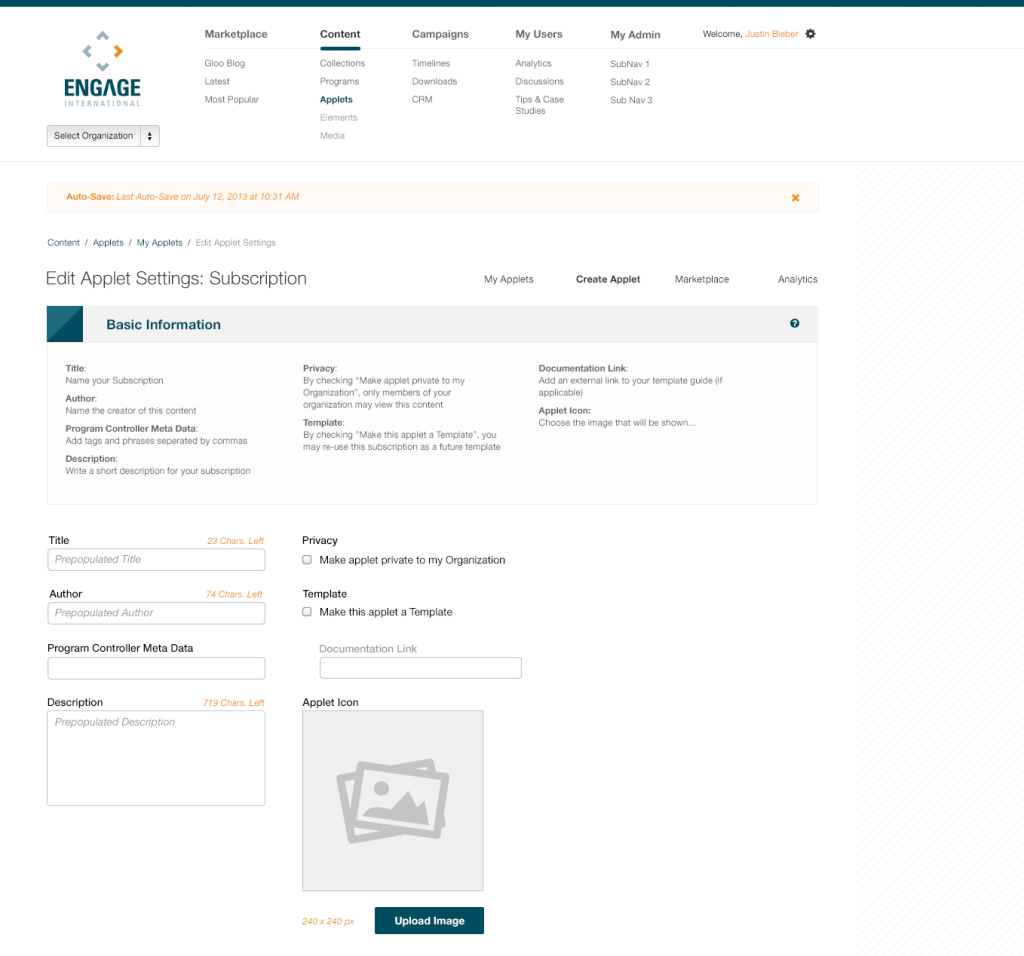 ENGAGE
INTERNATIONAL
Select Organization
Marketplace
Gloo Blog
Latest
Most Popular
Content
Collections
Programs
Applets
Elements
Media
Campaigns
Timelines
Downloads
CRM
My Users
Analytics
Discussions
Tips & Case
Studies
My Admin
SubNav 1
SubNav 2
Sub Nav 3
Welcome, Justin Bieber
Auto-Save: Last Auto-Save on July 12, 2013 at 10:31 AM
Content / Applets / My Applets / Edit Applet Settings
Edit Applet Settings: Subscription
My Applets
Create Applet
Marketplace
Analytics
Basic Information
?
Title:
Name your Subscription
Author:
Name the creator of this content
Program Controller Meta Data:
Add tags and phrases seperated by commas
Description:
Write a short description for your subscription
Privacy:
By checking “Make applet private to my
Organization”, only members of your
organization may view this content
Template:
By checking "Make this applet a Template", you
may re-use this subscription as a future template
Documentation Link:
Add an external link to your template guide (if
applicable)
Applet Icon:
Choose the image that will be shown...
Title
23 Chars. Left
Prepopulated Title
Author
74 Chars. Left
Prepopulated Author
Program Controller Meta Data
Description
719 Chars. Left
Prepopulated Description
Privacy
Make applet private to my Organization
Template
Make this applet a Template
Documentation Link
Applet Icon
240 x 240 px
Upload Image